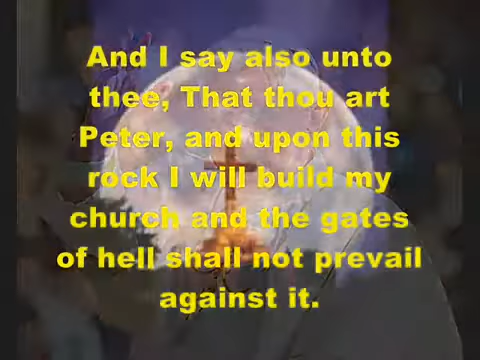 And I say also unto
thee, That thou art
Peter, and upon this
rock I will build my
church and the gates
of hell shall not prevail
against it.